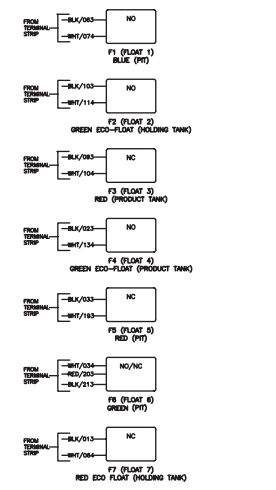 FROM
TERMINAL
STRIP
BLK/063
WHT/074
NO
F1 (FLOAT 1)
BLUE (PIT)
FROM
TERMINAL
STRIP
BLK/103
WHT/114
NO
F2 (FLOAT 2)
GREEN ECO-FLOAT (HOLDING TANK)
FROM
TERMINAL
STRIP
BLK/093
WHT/104
NC
F3 (FLOAT 3)
RED (PRODUCT TANK)
FROM
TERMINAL
STRIP
BLK/023
WHT/134
NO
F4 (FLOAT 4)
GREEN ECO-FLOAT (PRODUCT TANK)
FROM
TERMINAL
STRIP
BLK/033
WHT/193
NC
F5 (FLOAT 5)
RED (PIT)
FROM
TERMINAL
STRIP
WHT/034
RED/203
BLK/213
NO/NC
F6 (FLOAT 6)
GREEN (PIT)
FROM
TERMINAL
STRIP
BLK/013
WHT/064
NC
F7 (FLOAT 7)
RED ECO FLOAT (HOLDING TANK)